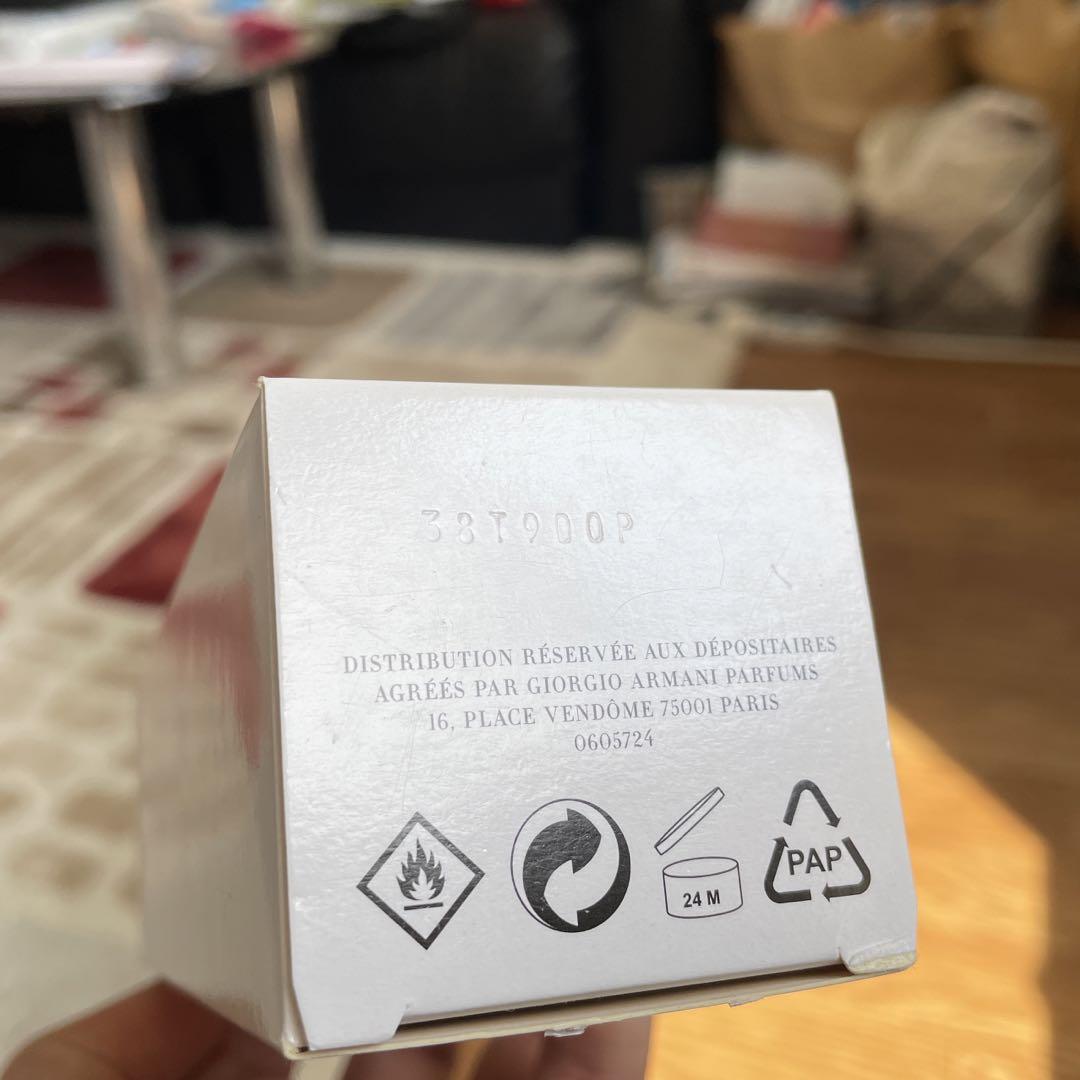 38T900P
DISTRIBUTION RÉSERVÉE AUX DÉPOSITAIRES
AGRÉÉS PAR GIORGIO ARMANI PARFUMS
16, PLACE VENDÔME 75001 PARIS
0605724
24 M
PAP